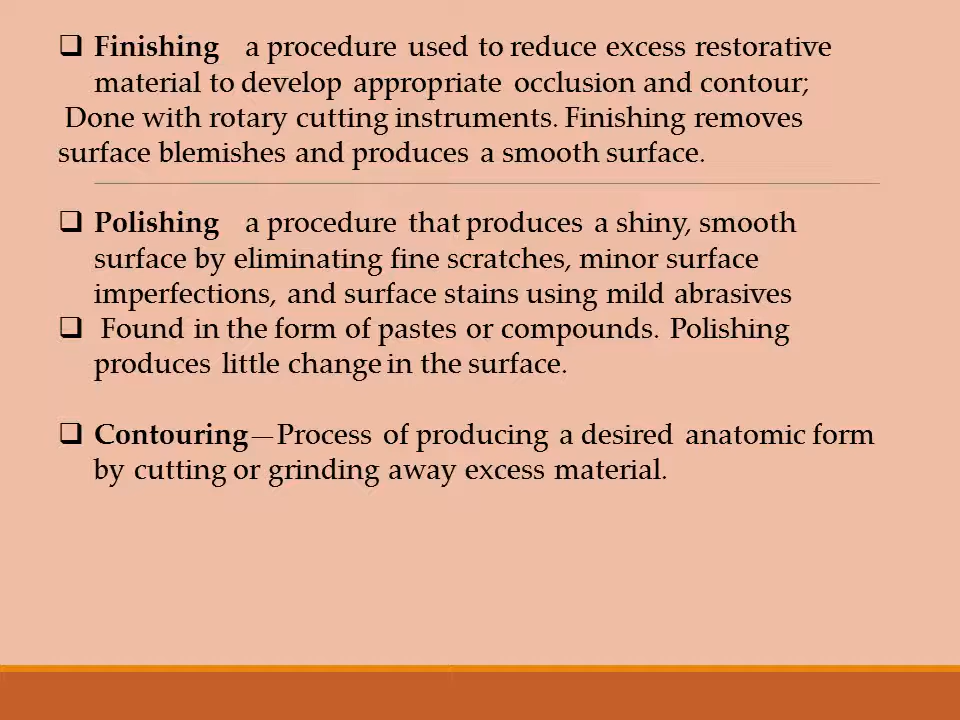 ❑ Finishing a procedure used to reduce excess restorative
material to develop appropriate occlusion and contour;
Done with rotary cutting instruments. Finishing removes
surface blemishes and produces a smooth surface.
❑ Polishing a procedure that produces a shiny, smooth
surface by eliminating fine scratches, minor surface
imperfections, and surface stains using mild abrasives
❑ Found in the form of pastes or compounds. Polishing
produces little change in the surface.
❑ Contouring—Process of producing a desired anatomic form
by cutting or grinding away excess material.